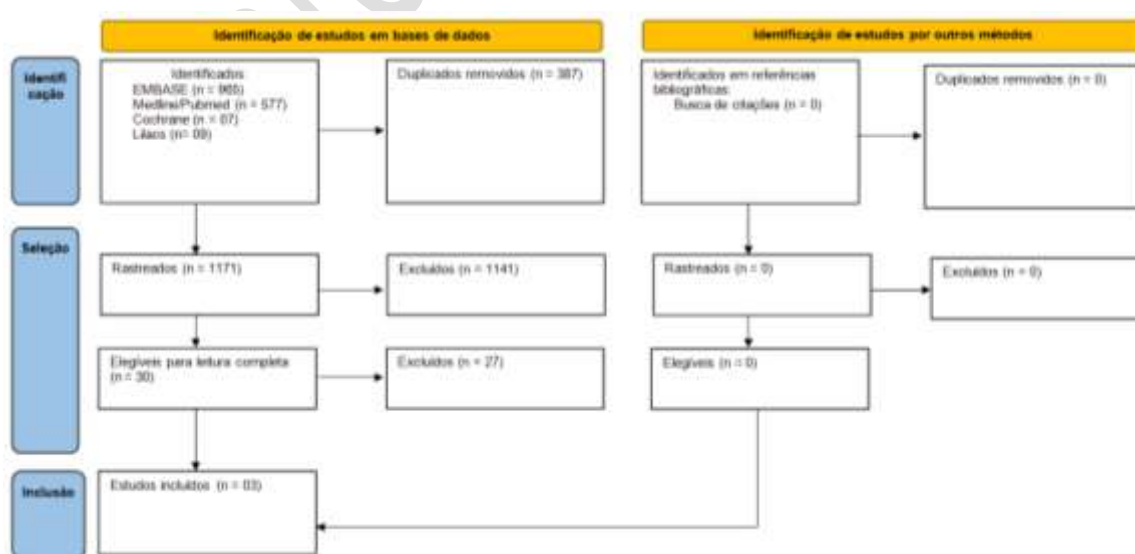 Identificação de estudos em bases de dados
Identificação de estudos por outros métodos
Identifi
cação
Identificados
EMBASE (n = 965)
Medline/Pubmed (n = 577)
Cochrane (n = 07)
Lilacs (n= 09)
Duplicados removidos (n = 387)
Identificados em referências
bibliográficas:
Busca de citações (n = 0)
Duplicados removidos (n = 0)
Seleção
Rastreados (n = 1171)
Excluídos (n = 1141)
Rastreados (n = 0)
Excluídos (n = 0)
Elegíveis para leitura completa
(n = 30)
Excluídos (n = 27)
Elegíveis (n = 0)
Inclusão
Estudos incluídos (n = 03)